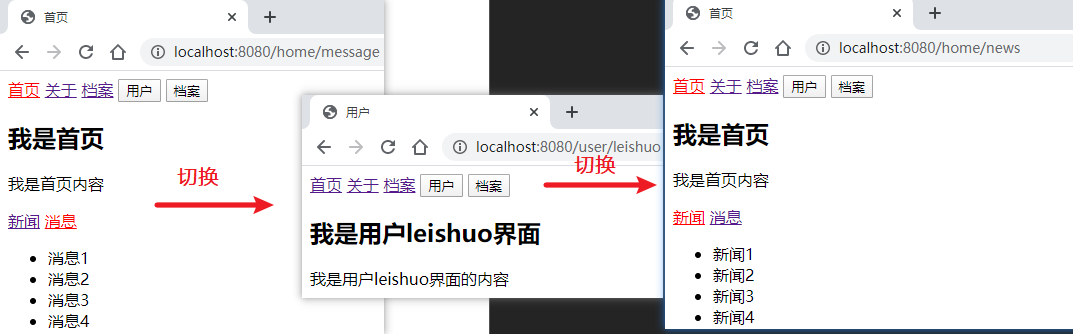 首页
localhost:8080/home/message
首页 关于 档案 用户 档案
我是首页
我是首页内容
新闻 消息
消息1
消息2
消息3
消息4
切换
用户
localhost:8080/user/leishuo
首页 关于 档案 用户 档案
我是用户leishuo界面
我是用户leishuo界面的内容
切换
首页
localhost:8080/home/news
首页 关于 档案 用户 档案
我是首页
我是首页内容
新闻 消息
新闻1
新闻2
新闻3
新闻4